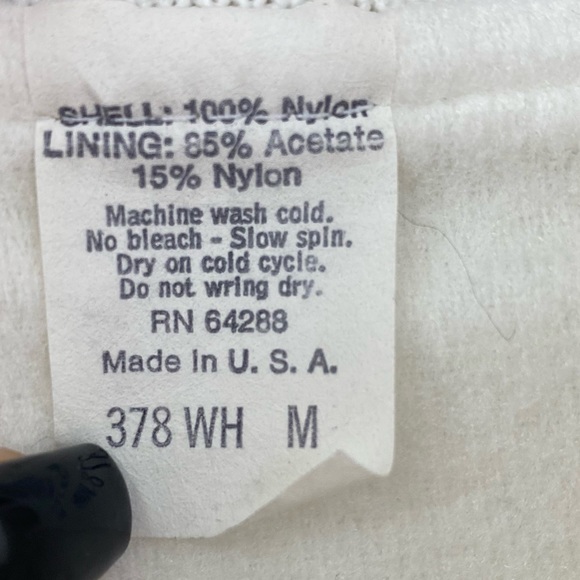 SHELL: 100% Nylon
LINING: 85% Acetate
15% Nylon
Machine wash cold.
No bleach - Slow spin.
Dry on cold cycle.
Do not wring dry.
RN 64288
Made in U. S. A.
378 WH M